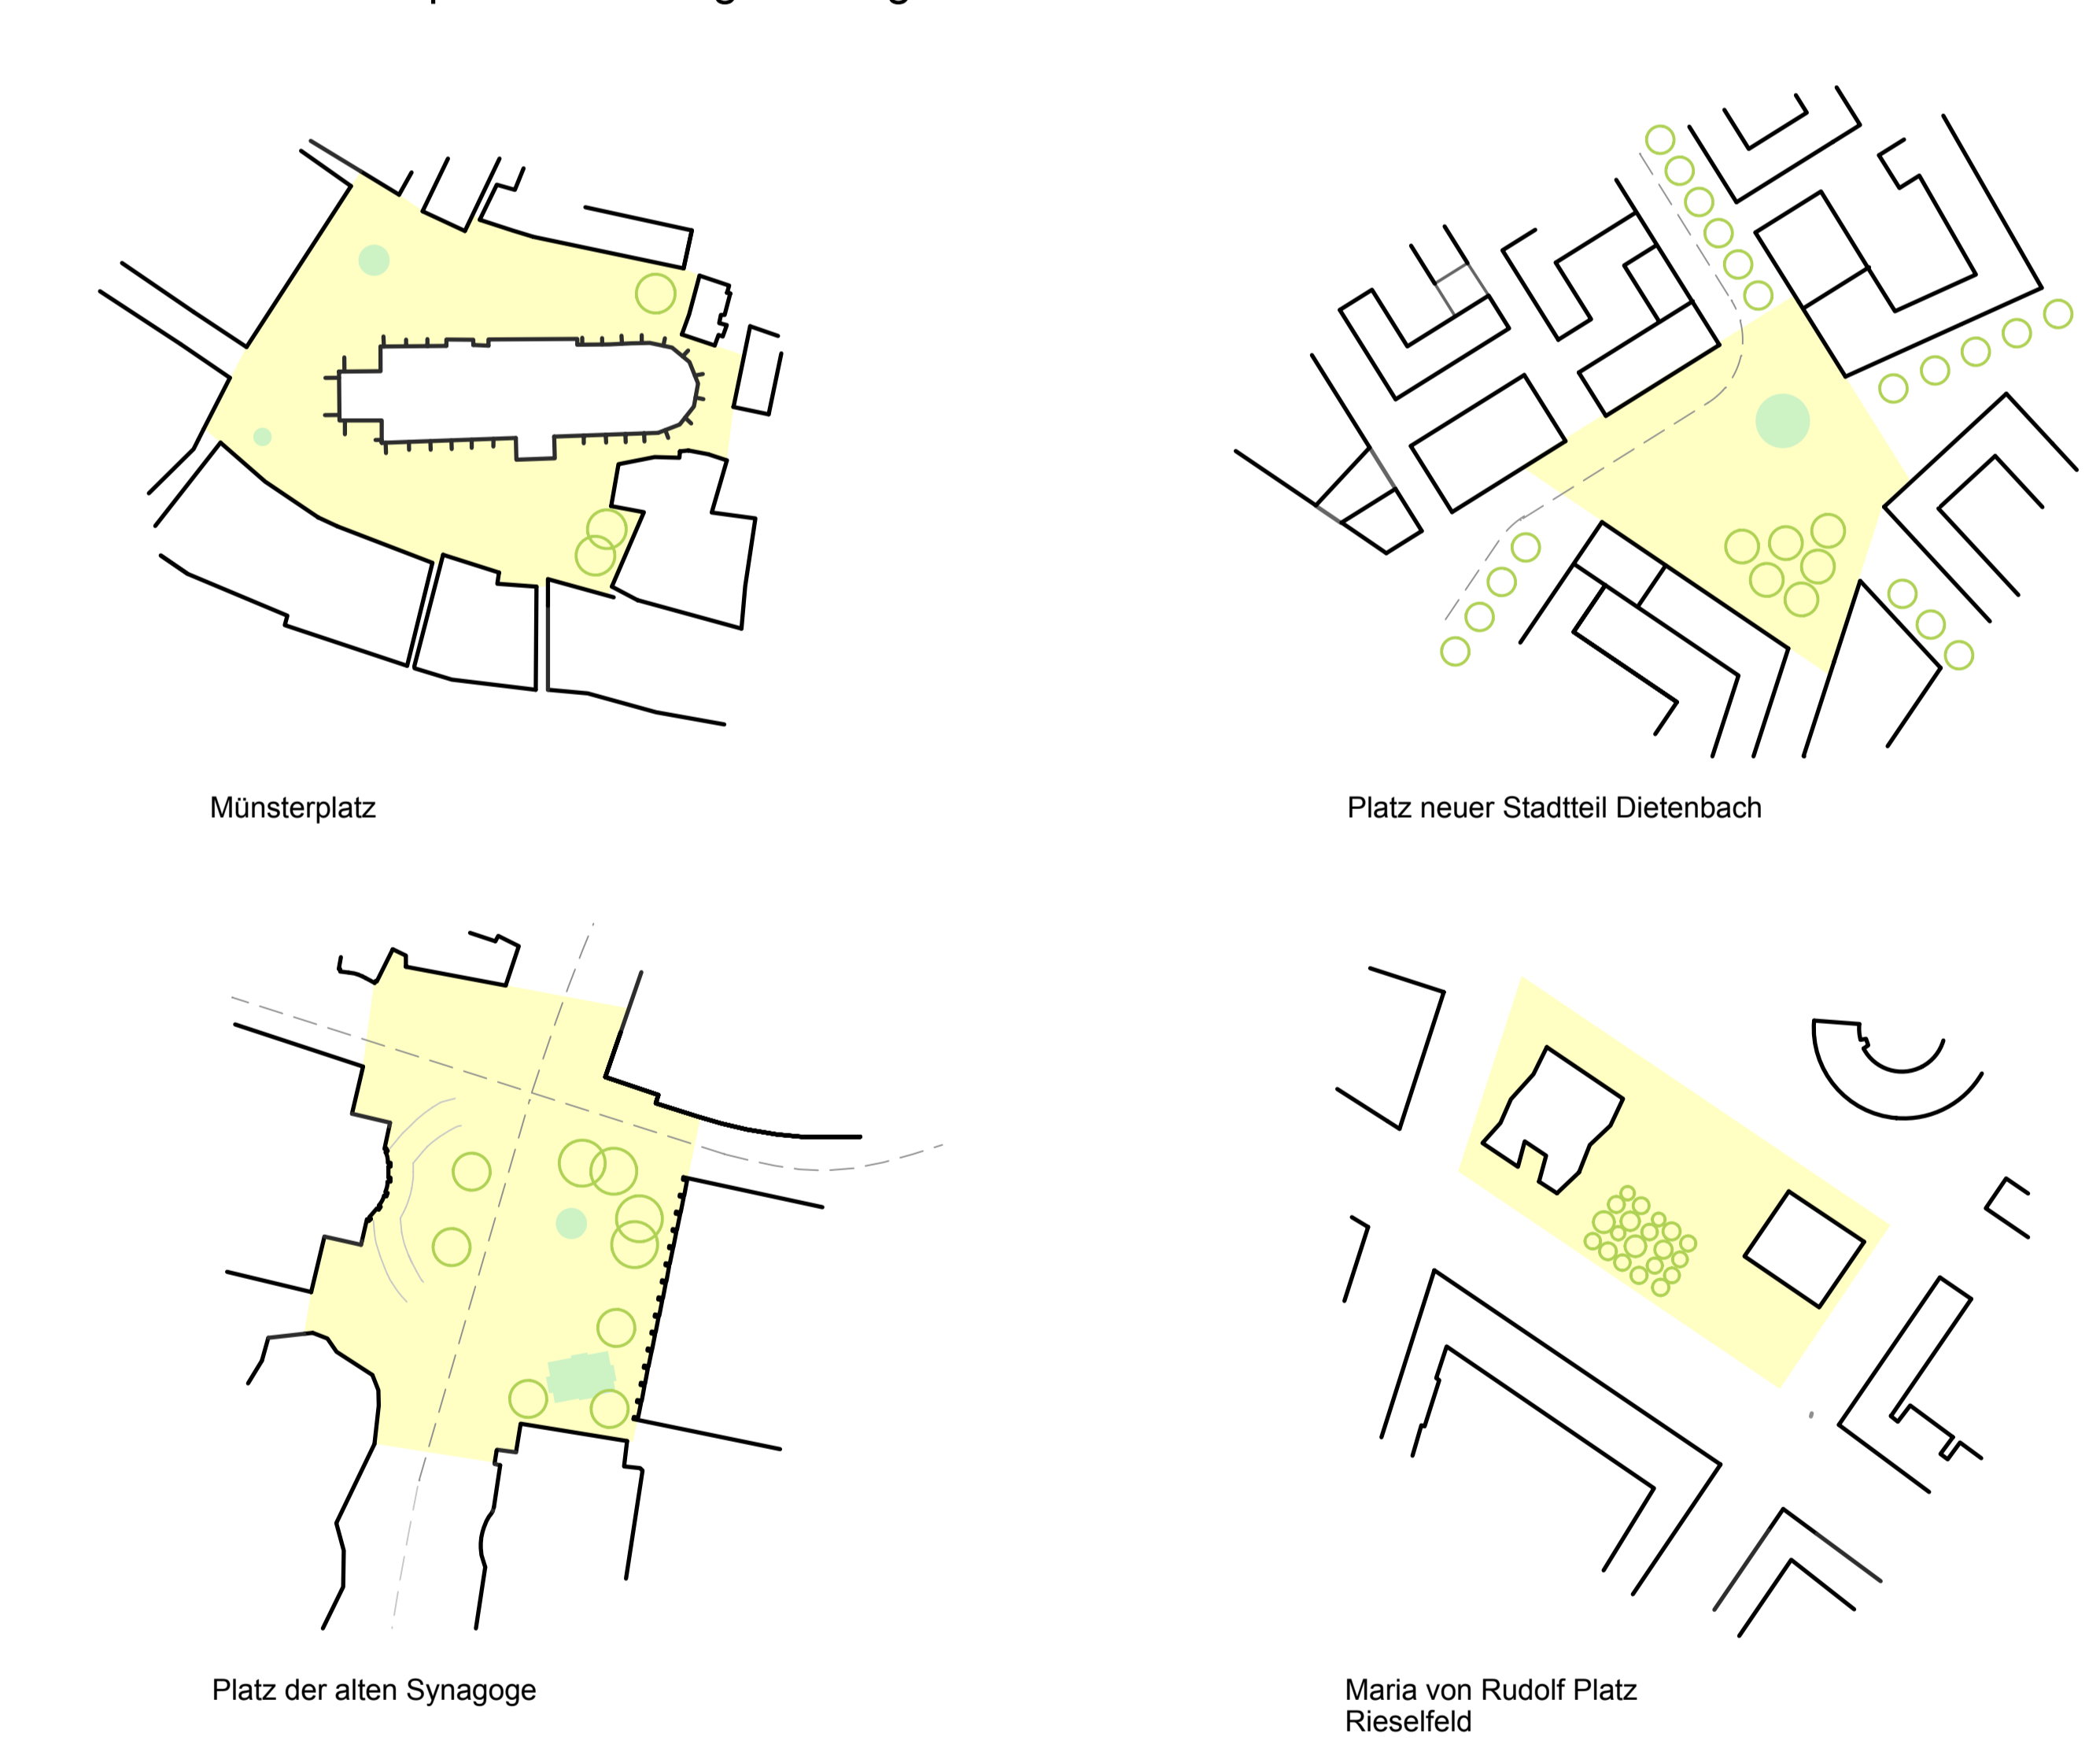 Münsterplatz
Platz neuer Stadtteil Dietenbach
Platz der alten Synagoge
Maria von Rudolf Platz
Rieselfeld